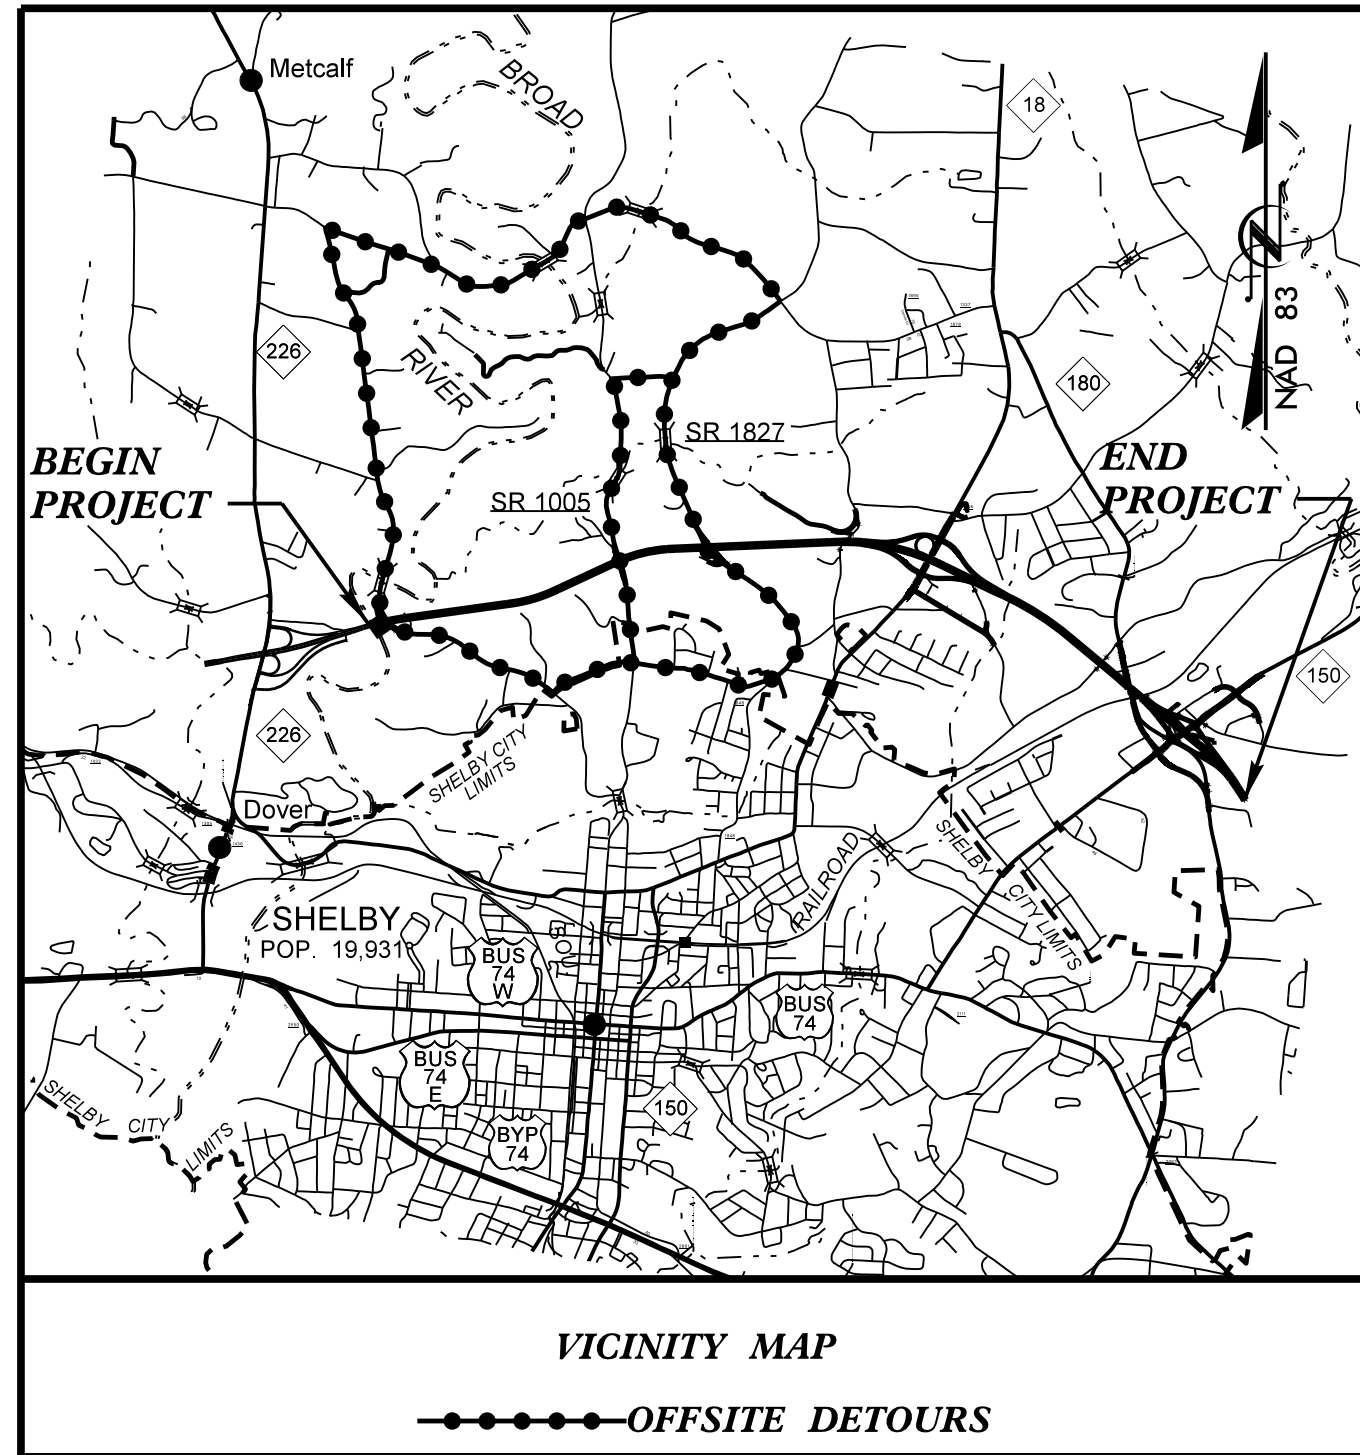 Metcalf
BROAD
18
226
RIVER
180
NAD 83
SR 1827
BEGIN
PROJECT
END
PROJECT
SR 1005
150
226
SHELBY CITY
LIMITS
Dover
SHELBY
CITY LIMITS
RAILROAD
SHELBY
POP. 19,931
BUS
74
W
BUS
74
BUS
74
E
150
BYP
74
SHELBY CITY
LIMITS
VICINITY MAP
OFFSITE DETOURS